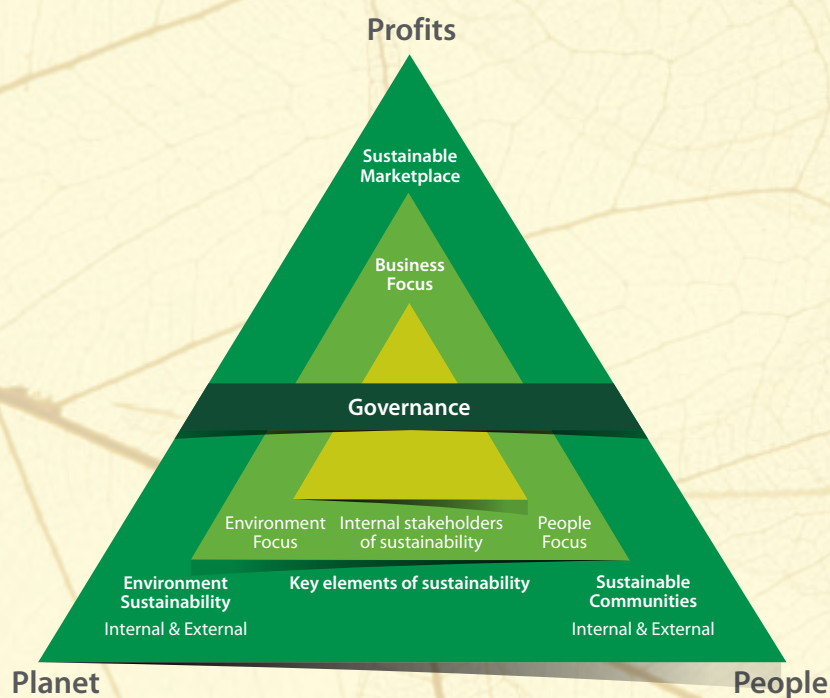 Profits
Sustainable
Marketplace
Business
Focus
Governance
Environment
Focus
Internal stakeholders
of sustainability
People
Focus
Environment
Sustainability
Internal & External
Key elements of sustainability
Sustainable
Communities
Internal & External
Planet
People